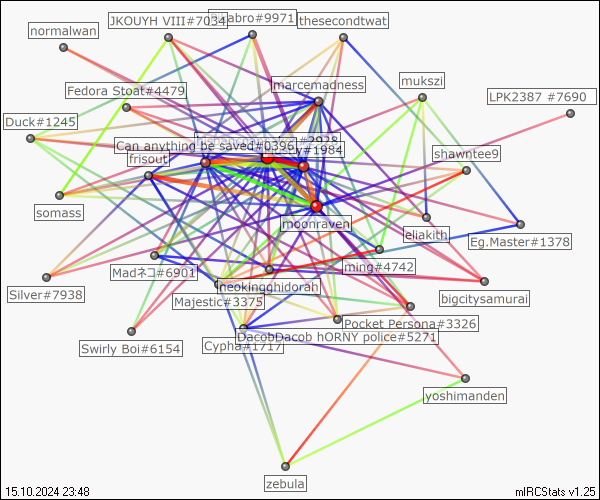 JKOUYH VIII#7034
abro#9971
thesecondtwat
normalwan
marcemadness
mukszi
Fedora Stoat#4479
LPK2387 #7690
Duck#1245
Can anything be saved#0396
#2929
#1984
frisout
shawntee9
somass
moonraven
eliakith
Eg.Master#1378
Madネコ#6901
ming#4742
neokingghidorah
Silver#7938
Majestic#3375
bigcitysamurai
Pocket Persona#3326
DacobDacob hORNY police#5271
Swirly Boi#6154
Cypha#1717
yoshimanden
zebula
15.10.2024 23:48
mIRCStats v1.25